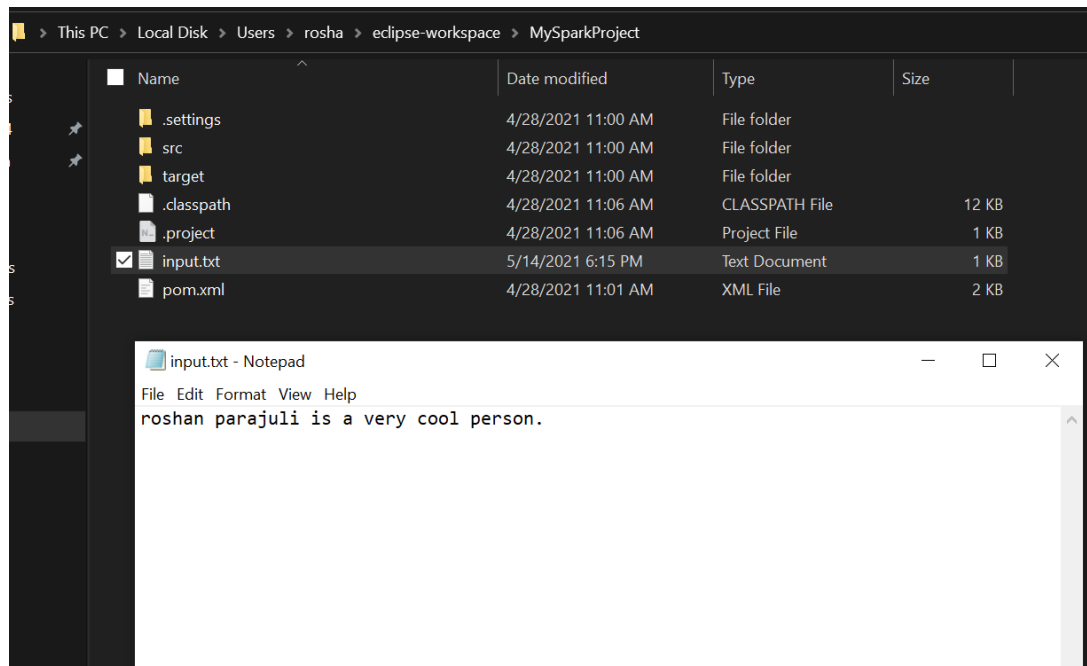 This PC > Local Disk > Users > rosha > eclipse-workspace > MySparkProject
Name Date modified Type Size
.settings 4/28/2021 11:00 AM File folder
src 4/28/2021 11:00 AM File folder
target 4/28/2021 11:00 AM File folder
.classpath 4/28/2021 11:06 AM CLASSPATH File 12 KB
.project 4/28/2021 11:06 AM Project File 1 KB
input.txt 5/14/2021 6:15 PM Text Document 1 KB
pom.xml 4/28/2021 11:01 AM XML File 2 KB
input.txt - Notepad
File Edit Format View Help
roshan parajuli is a very cool person.